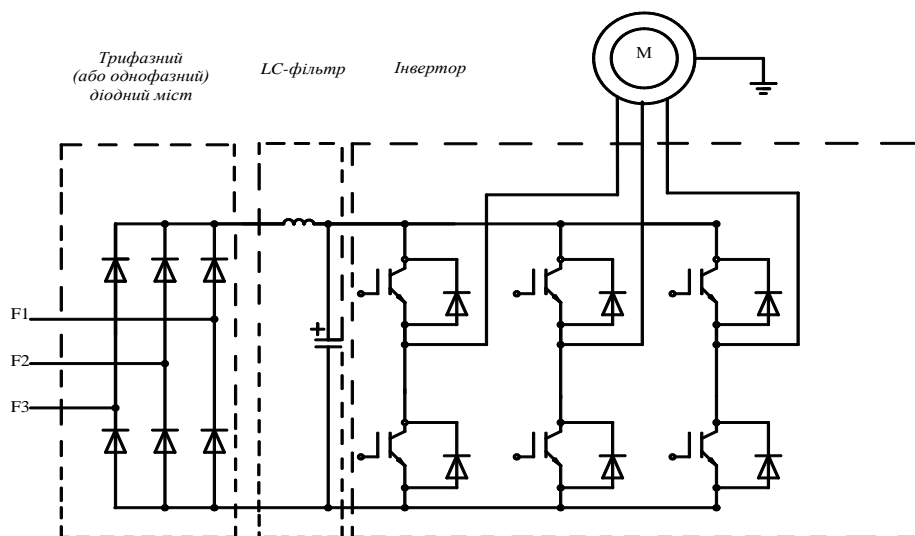 Трифазний
(або однофазний)
діодний міст
LC-фільтр
Інвертор
М
F1
F2
F3
+